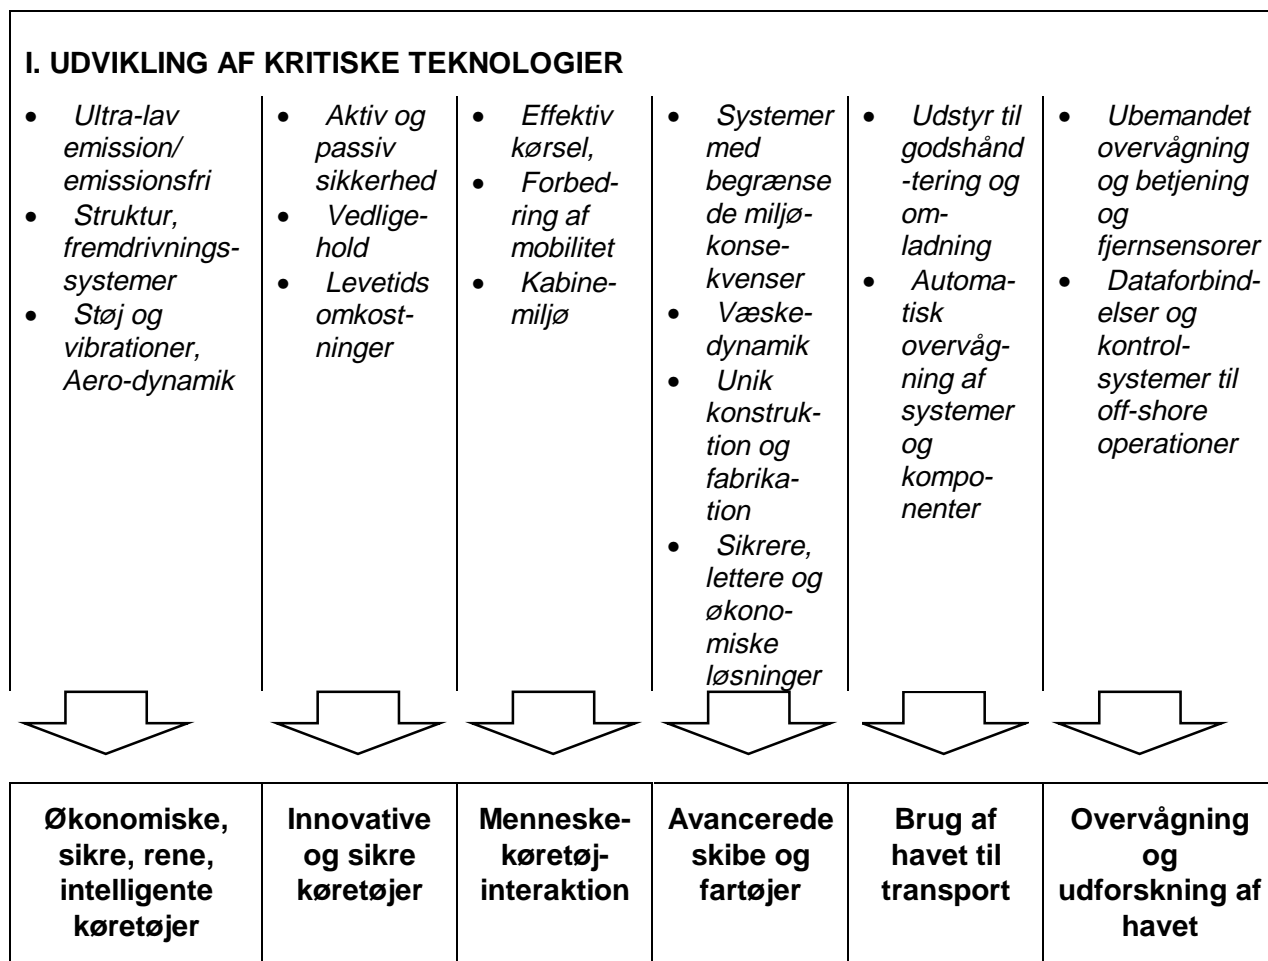 I. UDVIKLING AF KRITISKE TEKNOLOGIER
• Ultra-lav
emission/
emissionsfri
• Struktur,
fremdrivnings-
systemer
• Støj og
vibrationer,
Aero-dynamik
• Aktiv og
passiv
sikkerhed
• Vedlige-
hold
• Levetids
omkost-
ninger
• Effektiv
kørsel,
• Forbed-
ring af
mobilitet
• Kabine-
miljø
• Systemer
med
begrænse
de miljø-
konse-
kvenser
• Væske-
dynamik
• Unik
konstruk-
tion og
fabrika-
tion
• Sikrere,
lettere og
økono-
miske
løsninger
• Udstyr til
godshånd
-tering og
om-
ladning
• Automa-
tisk
overvåg-
ning af
systemer
og
kompo-
nenter
• Ubemandet
overvågning
og betjening
og
fjernsensorer
• Dataforbind-
elser og
kontrol-
systemer til
off-shore
operationer
Økonomiske,
sikre, rene,
intelligente
køretøjer
Innovative
og sikre
køretøjer
Menneske-
køretøj-
interaktion
Avancerede
skibe og
fartøjer
Brug af
havet til
transport
Overvågning
og
udforskning af
havet